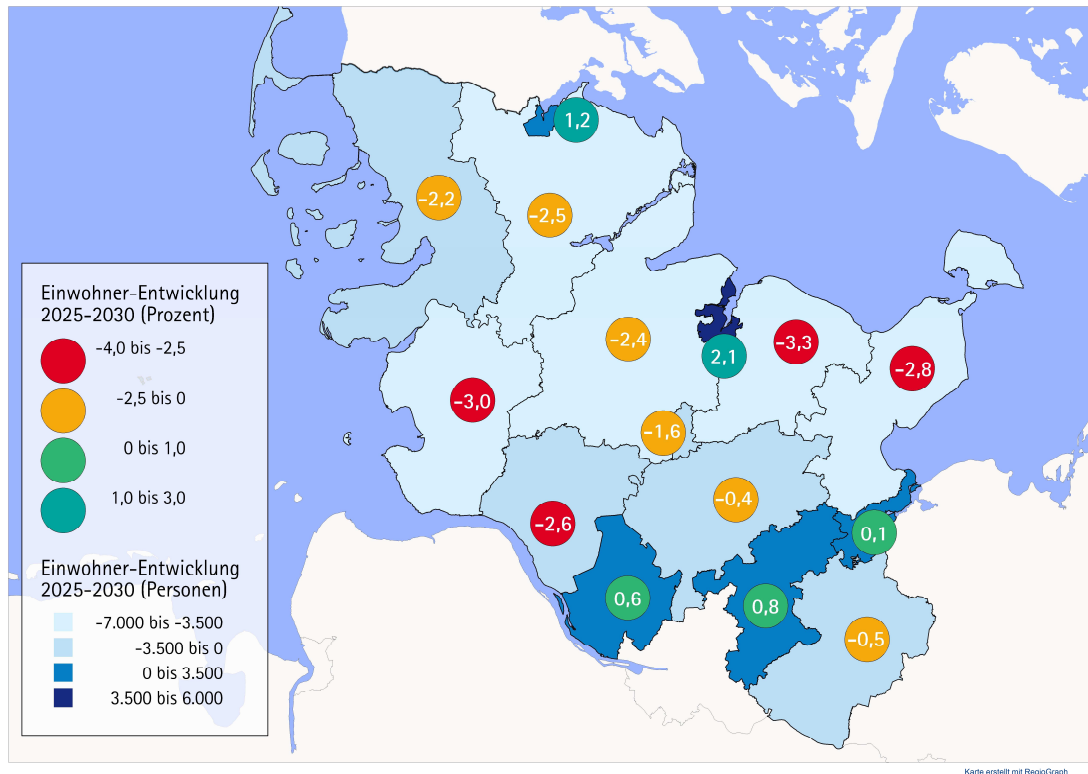 1,2
-2,2
-2,5
Einwohner-Entwicklung
2025-2030 (Prozent)
-4,0 bis -2,5
-2,5 bis 0
0 bis 1,0
1,0 bis 3,0
-2,4
2,1
-3,3
-2,8
-3,0
-1,6
-0,4
-2,6
0,1
0,6
0,8
-0,5
Einwohner-Entwicklung
2025-2030 (Personen)
-7.000 bis -3.500
-3.500 bis 0
0 bis 3.500
3.500 bis 6.000
Karte erstellt mit RegioGraph